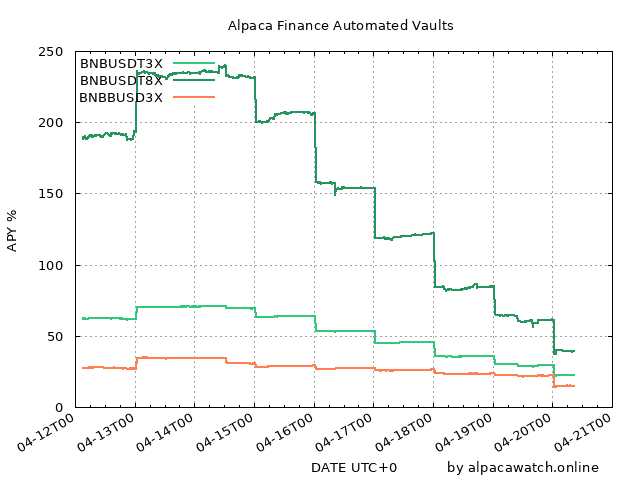 Alpaca Finance Automated Vaults
250
200
150
100
50
0
APY %
BNBUSDT3X
BNBUSDT8X
BNBBUSD3X
04-12T00
04-13T00
04-14T00
04-15T00
04-16T00
04-17T00
04-18T00
04-19T00
04-20T00
04-21T00
DATE UTC+0
by alpacawatch.online